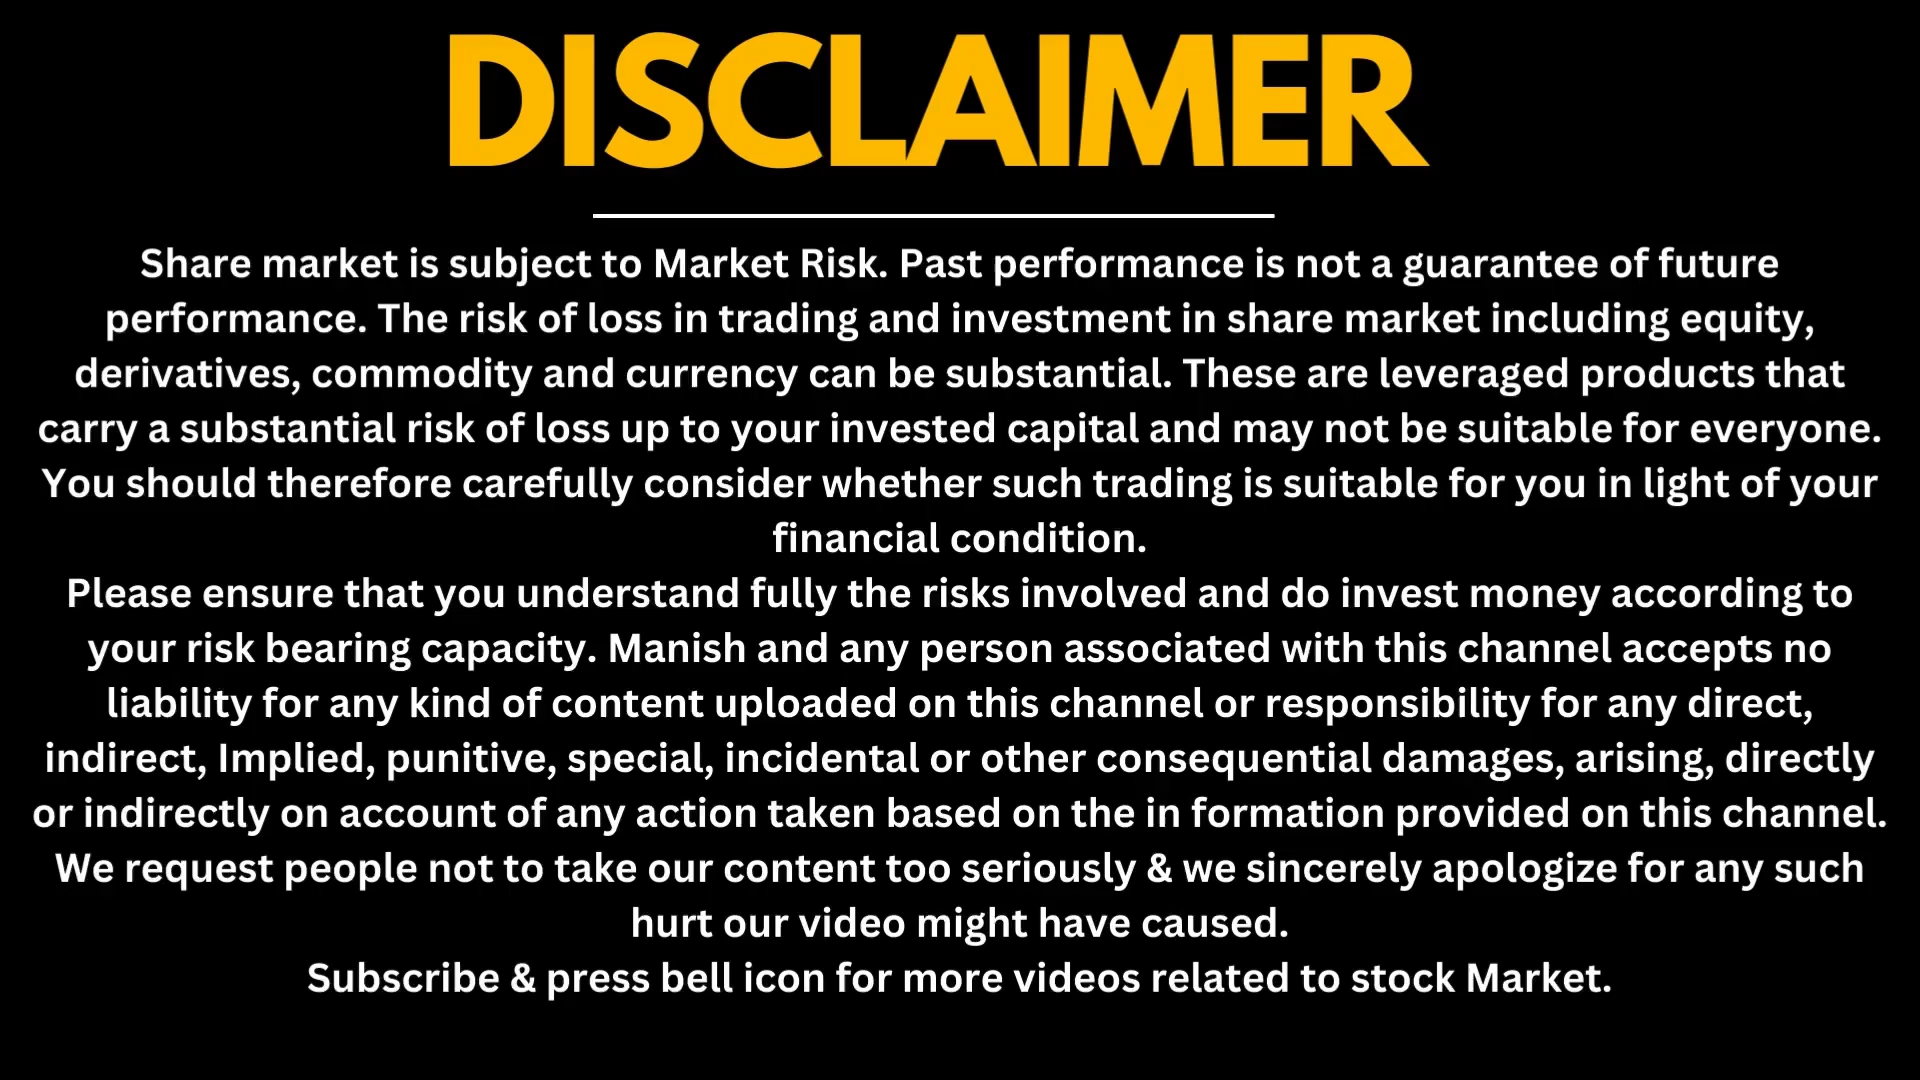 DISCLAIMER
Share market is subject to Market Risk. Past performance is not a guarantee of future
performance. The risk of loss in trading and investment in share market including equity,
derivatives, commodity and currency can be substantial. These are leveraged products that
carry a substantial risk of loss up to your invested capital and may not be suitable for everyone.
You should therefore carefully consider whether such trading is suitable for you in light of your
financial condition.
Please ensure that you understand fully the risks involved and do invest money according to
your risk bearing capacity. Manish and any person associated with this channel accepts no
liability for any kind of content uploaded on this channel or responsibility for any direct,
indirect, Implied, punitive, special, incidental or other consequential damages, arising, directly
or indirectly on account of any action taken based on the in formation provided on this channel.
We request people not to take our content too seriously & we sincerely apologize for any such
hurt our video might have caused.
Subscribe & press bell icon for more videos related to stock Market.